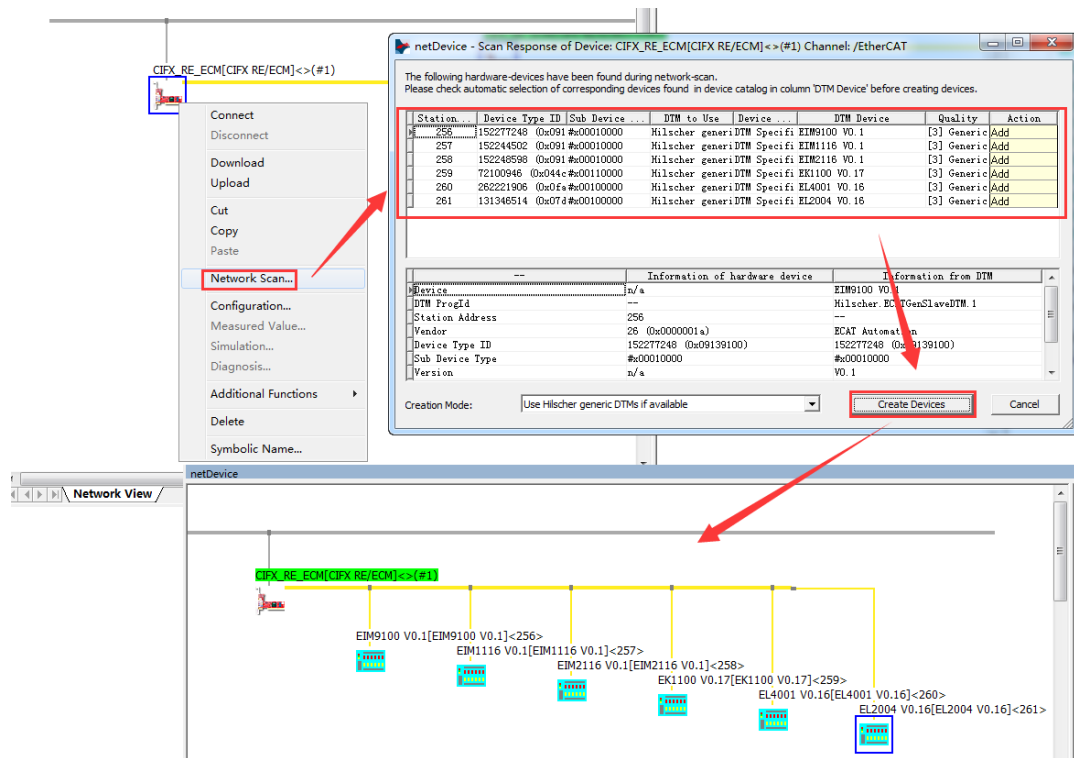 CIFX_RE_ECM[CIFX RE/ECM]<>(#1)
Connect
Disconnect
Download
Upload
Cut
Copy
Paste
Network Scan...
Configuration...
Measured Value...
Simulation...
Diagnosis...
Additional Functions
Delete
Symbolic Name...
netDevice - Scan Response of Device: CIFX_RE_ECM[CIFX RE/ECM]<>(#1) Channel: /EtherCAT
The following hardware-devices have been found during network-scan.
Please check automatic selection of corresponding devices found in device catalog in column 'DTM Device' before creating devices.
Station... Device Type ID Sub Device ... DTM to Use Device ... DTM Device Quality Action
256 152277248 (0x091 #x00010000 Hilscher generi DTM Specifi EIM9100 V0.1 [3] Generic Add
257 152244502 (0x091 #x00010000 Hilscher generi DTM Specifi EIM1116 V0.1 [3] Generic Add
258 152248598 (0x091 #x00010000 Hilscher generi DTM Specifi EIM2116 V0.1 [3] Generic Add
259 72100946 (0x044c #x00110000 Hilscher generi DTM Specifi EK1100 V0.17 [3] Generic Add
260 262221906 (0x0fa #x00100000 Hilscher generi DTM Specifi EL4001 V0.16 [3] Generic Add
261 131346514 (0x07d #x00100000 Hilscher generi DTM Specifi EL2004 V0.16 [3] Generic Add
-- Information of hardware device Information from DTM
Device n/a EIM9100 V0.1
DTM ProgId -- Hilscher.ECATGenSlaveDTM.1
Station Address 256 --
Vendor 26 (0x0000001a) ECAT Automation
Device Type ID 152277248 (0x09139100) 152277248 (0x09139100)
Sub Device Type #x00010000 #x00010000
Version n/a V0.1
Creation Mode: Use Hilscher generic DTMs if available Create Devices Cancel
Network View
netDevice
CIFX_RE_ECM[CIFX RE/ECM]<>(#1)
EIM9100 V0.1[EIM9100 V0.1]<256>
EIM1116 V0.1[EIM1116 V0.1]<257>
EIM2116 V0.1[EIM2116 V0.1]<258>
EK1100 V0.17[EK1100 V0.17]<259>
EL4001 V0.16[EL4001 V0.16]<260>
EL2004 V0.16[EL2004 V0.16]<261>